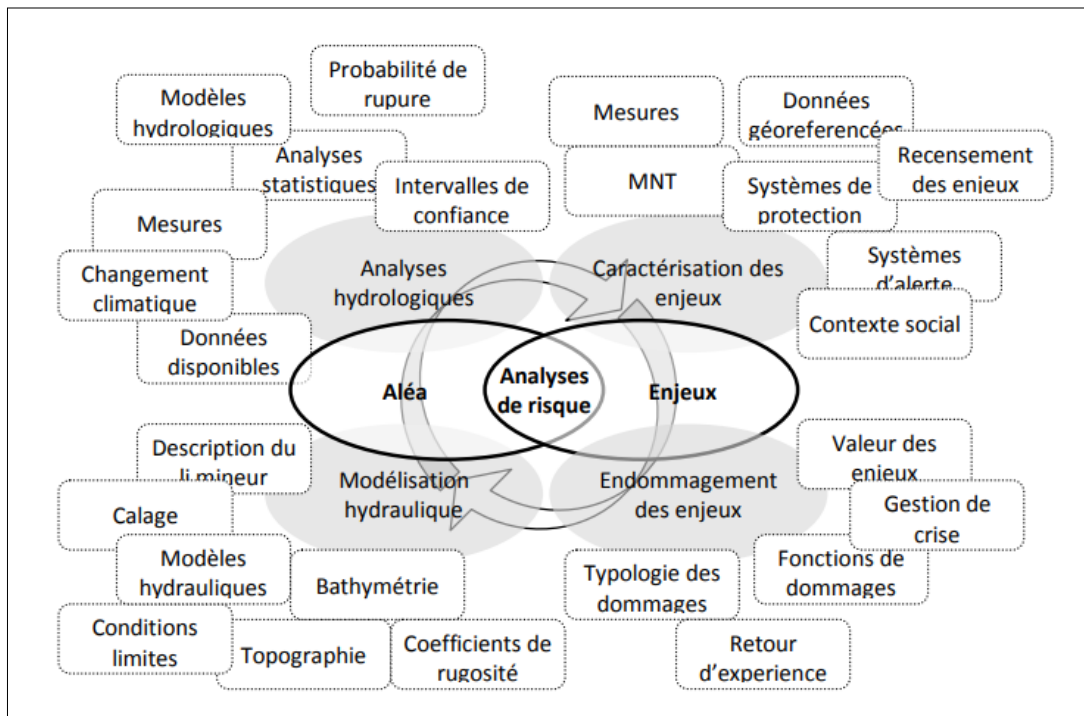 Probabilité de
rupure
Modèles
hydrologiques
Analyses
statistiques
Intervalles de
confiance
Mesures
Changement
climatique
Données
disponibles
Mesures
Données
géoreferencées
MNT
Recensement
des enjeux
Systèmes de
protection
Systèmes
d'alerte
Contexte social
Analyses
hydrologiques
Caractérisation des
enjeux
Aléa
Analyses
de risque
Enjeux
Modélisation
hydraulique
Endommagement
des enjeux
Description du
li mineur
Calage
Modèles
hydrauliques
Bathymétrie
Conditions
limites
Topographie
Coefficients de
rugosité
Valeur des
enjeux
Gestion de
crise
Fonctions de
dommages
Typologie des
dommages
Retour
d'experience